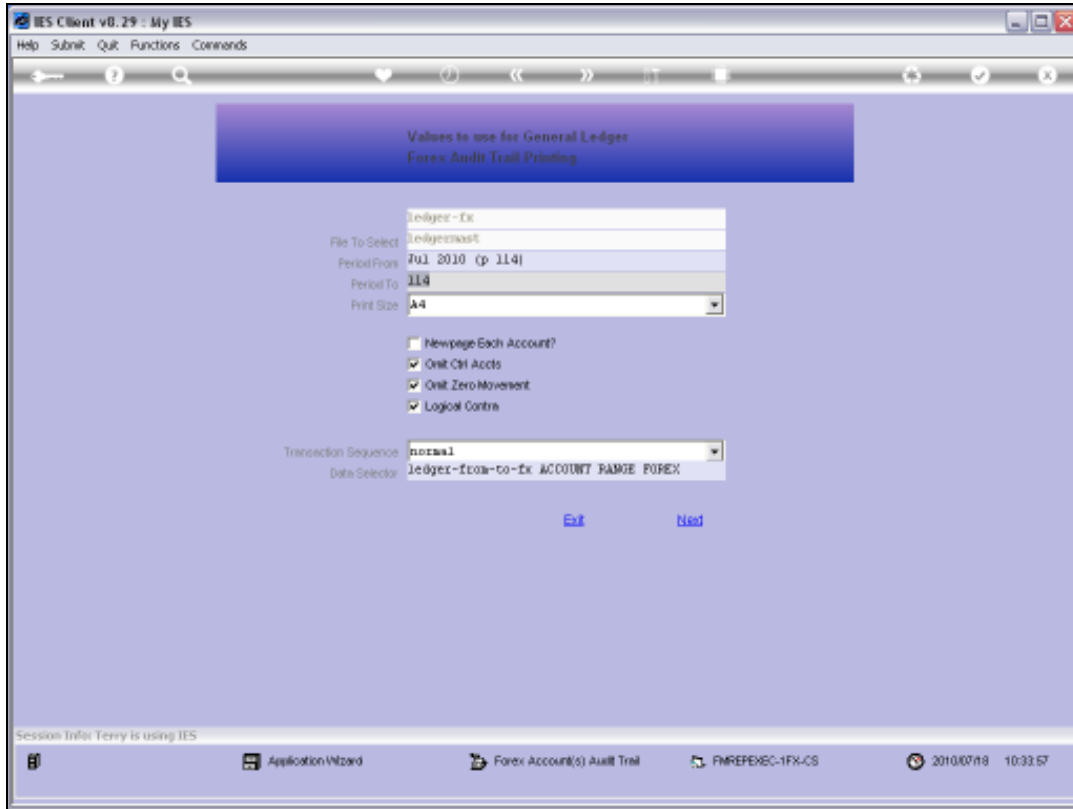 IES Client v8.29 : My IES
Help Submit Quit Functions Commands
Values to use for General Ledger
Forex Audit Trail Printing
ledger-fx
File To Select ledgermast
Period From Jul 2010 (p 114)
Period To 114
Print Size A4
Newpage Each Account?
Omit Ctrl Accts
Omit Zero Movement
Logical Contra
Transaction Sequence normal
Data Selector ledger-from-to-fx ACCOUNT RANGE FOREX
Exit Next
Session Info: Terry is using IES
Application Wizard Forex Account(s) Audit Trail FMREPEXEC-1FX-CS 2010/07/18 10:33:57